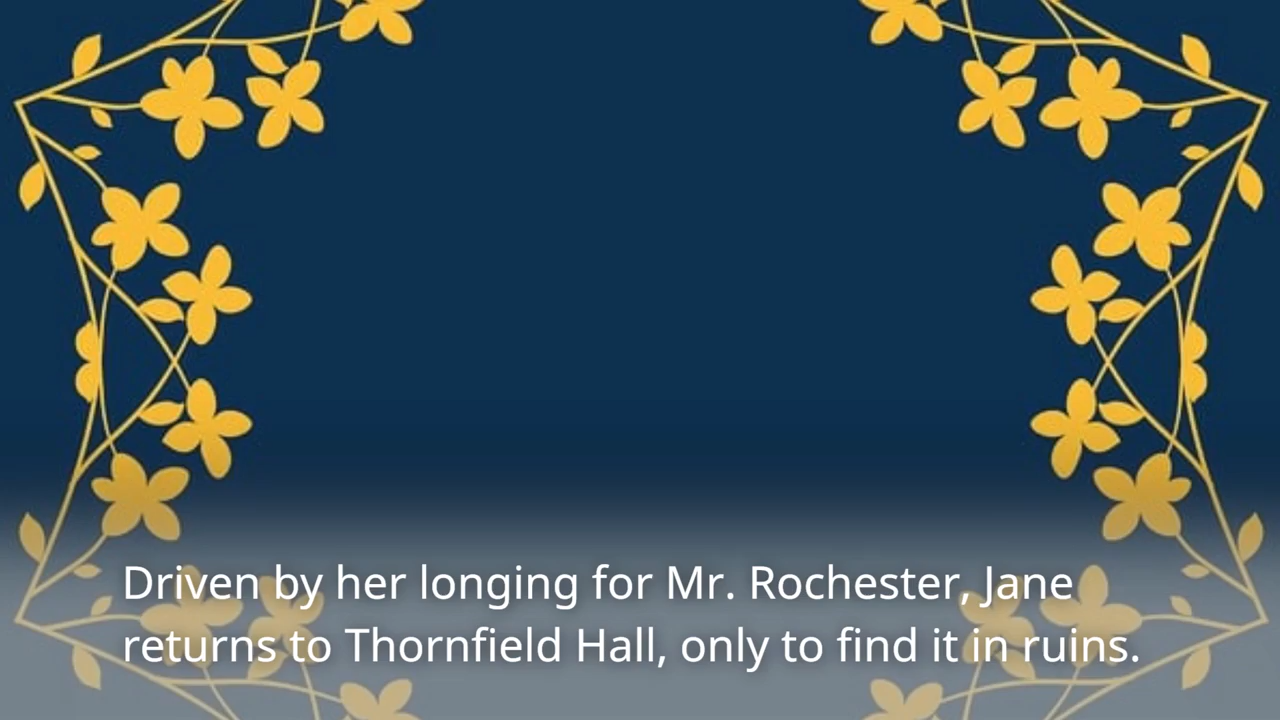 Driven by her longing for Mr. Rochester, Jane
returns to Thornfield Hall, only to find it in ruins.